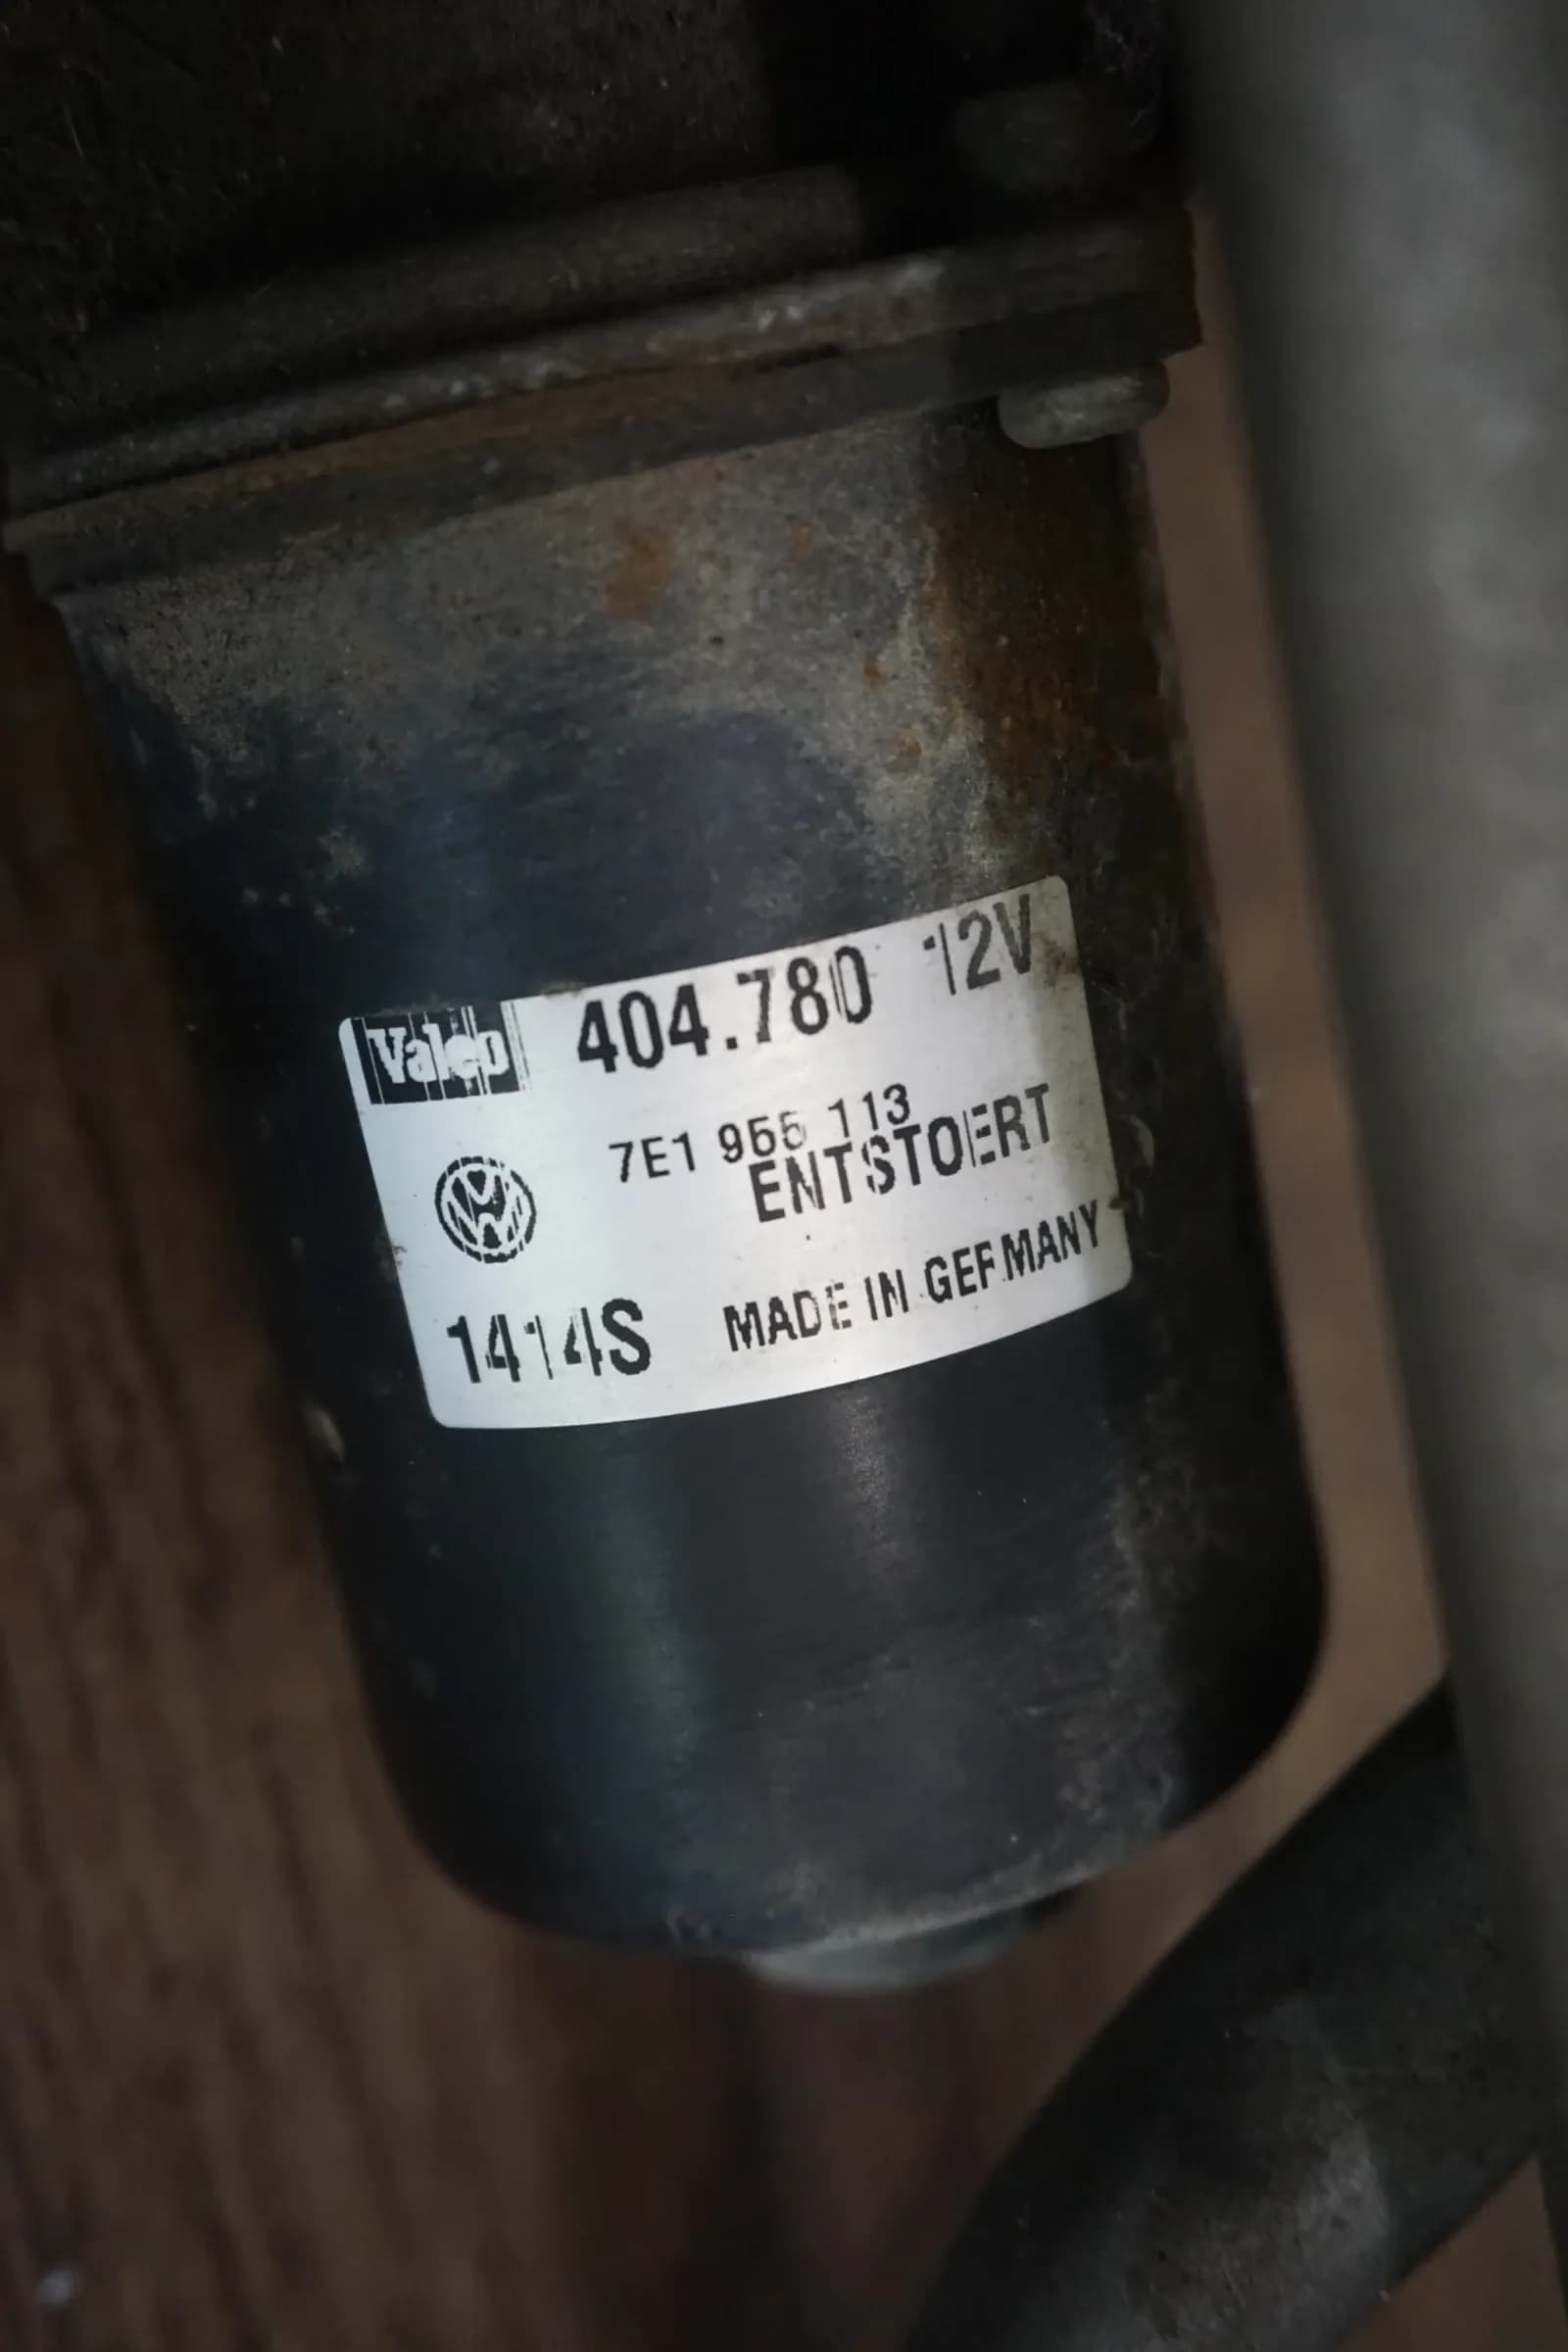 Valeo 404.780 12V
7E1 955 113
ENTSTOERT
1414S MADE IN GERMANY